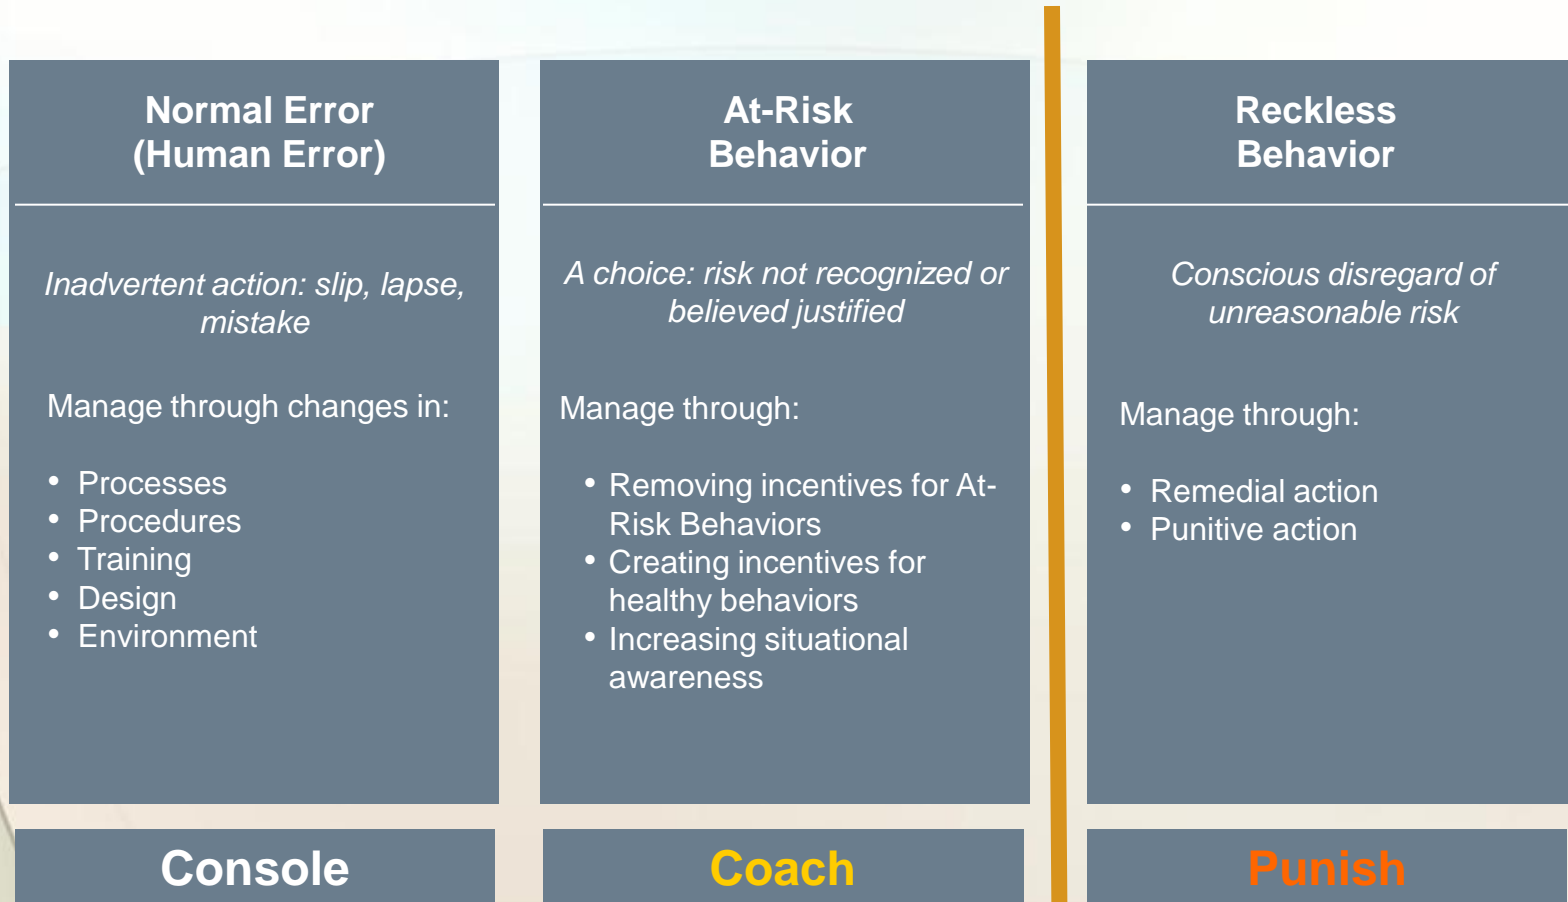 Normal Error
(Human Error)
Inadvertent action: slip, lapse,
mistake
Manage through changes in:
• Processes
• Procedures
• Training
• Design
• Environment
Console
At-Risk
Behavior
A choice: risk not recognized or
believed justified
Manage through:
• Removing incentives for At-
Risk Behaviors
• Creating incentives for
healthy behaviors
• Increasing situational
awareness
Coach
Reckless
Behavior
Conscious disregard of
unreasonable risk
Manage through:
• Remedial action
• Punitive action
Punish